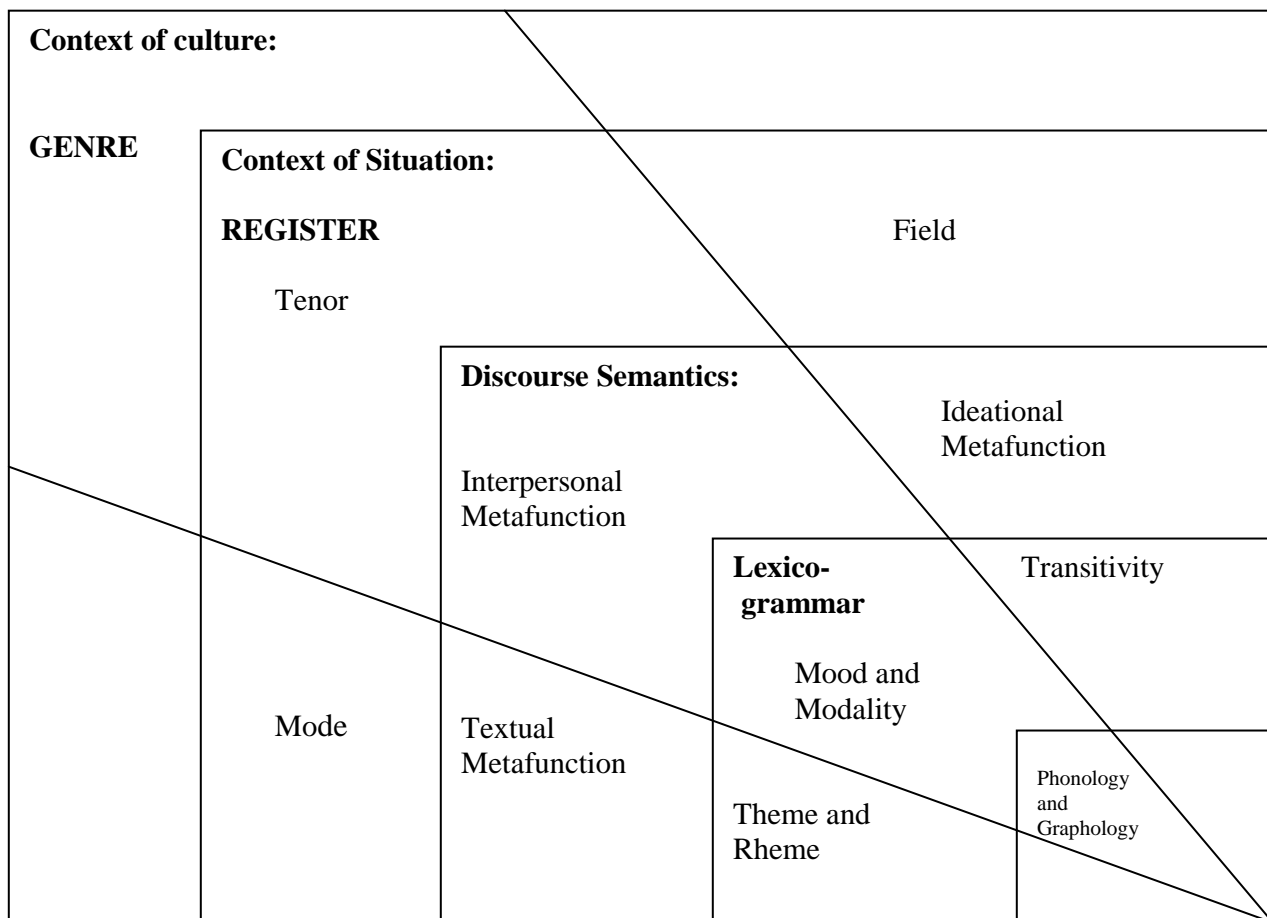 Context of culture:
GENRE
Context of Situation:
REGISTER
Field
Tenor
Discourse Semantics:
Ideational
Metafunction
Interpersonal
Metafunction
Lexico-
grammar
Transitivity
Mood and
Modality
Mode
Textual
Metafunction
Phonology
and
Graphology
Theme and
Rheme